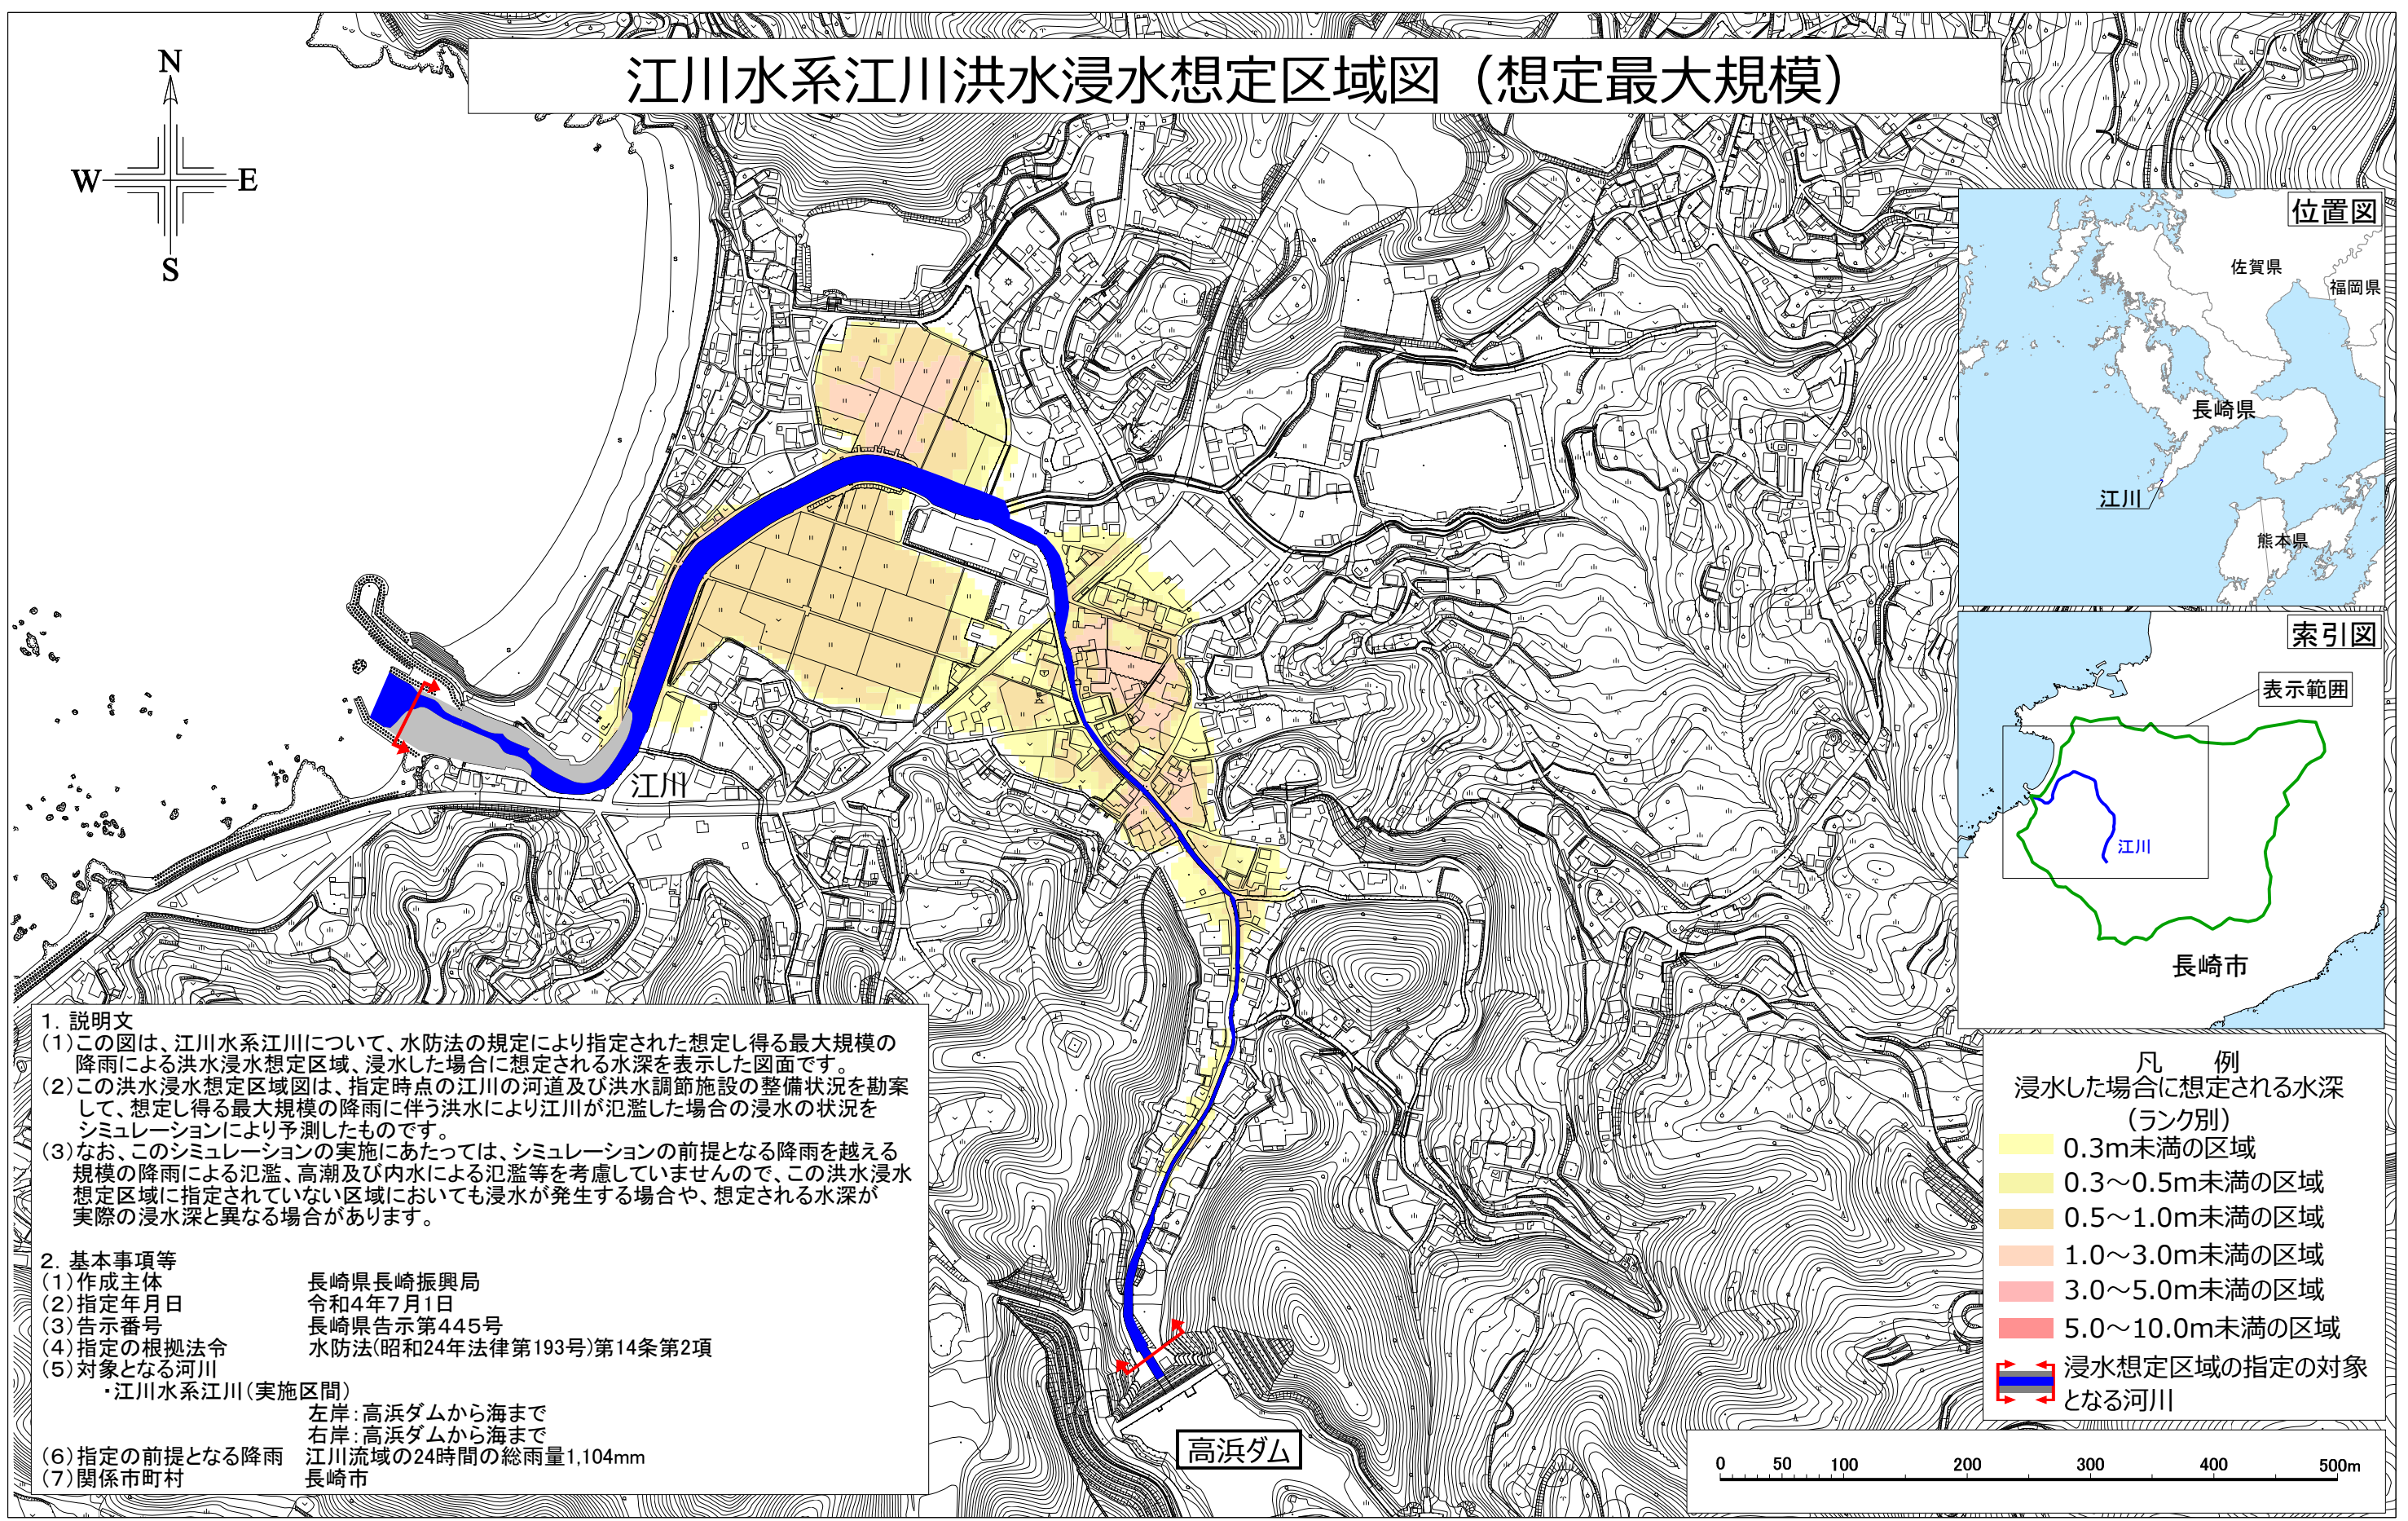 江川水系江川洪水浸水想定区域図（想定最大規模）
N
W
E
S
位置図
佐賀県
福岡県
長崎県
江川
熊本県
索引図
表示範囲
江川
長崎市
江川
高浜ダム
1．説明文
(1)この図は、江川水系江川について、水防法の規定により指定された想定し得る最大規模の
降雨による洪水浸水想定区域、浸水した場合に想定される水深を表示した図面です。
(2)この洪水浸水想定区域図は、指定時点の江川の河道及び洪水調節施設の整備状況を勘案
して、想定し得る最大規模の降雨に伴う洪水により江川が氾濫した場合の浸水の状況を
シミュレーションにより予測したものです。
(3)なお、このシミュレーションの実施にあたっては、シミュレーションの前提となる降雨を越える
規模の降雨による氾濫、高潮及び内水による氾濫等を考慮していませんので、この洪水浸水
想定区域に指定されていない区域においても浸水が発生する場合や、想定される水深が
実際の浸水深と異なる場合があります。
2．基本事項等
(1)作成主体 長崎県長崎振興局
(2)指定年月日 令和4年7月1日
(3)告示番号 長崎県告示第445号
(4)指定の根拠法令 水防法(昭和24年法律第193号)第14条第2項
(5)対象となる河川
・江川水系江川(実施区間)
左岸：高浜ダムから海まで
右岸：高浜ダムから海まで
(6)指定の前提となる降雨 江川流域の24時間の総雨量1,104mm
(7)関係市町村 長崎市
凡 例
浸水した場合に想定される水深
(ランク別)
0.3m未満の区域
0.3～0.5m未満の区域
0.5～1.0m未満の区域
1.0～3.0m未満の区域
3.0～5.0m未満の区域
5.0～10.0m未満の区域
浸水想定区域の指定の対象
となる河川
0 50 100 200 300 400 500m